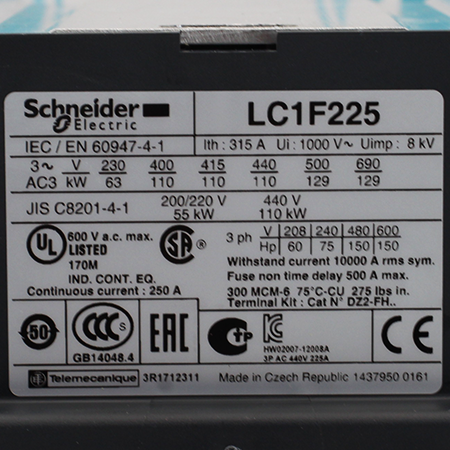 Schneider Electric
LC1F225
IEC / EN 60947-4-1
Ith : 315 A Ui : 1000 V~ Uimp : 8 kV
3~ V 230 400 415 440 500 690
AC3 kW 63 110 110 110 129 129
JIS C8201-4-1 200/220 V 440 V
55 kW 110 kW
UL LISTED
600 V a.c. max.
170M
IND. CONT. EQ.
Continuous current : 250 A
SA
3 ph V 208 240 480 600
Hp 60 75 150 150
Withstand current 10000 A rms sym.
Fuse non time delay 500 A max.
300 MCM-6 75°C-CU 275 lbs in.
Terminal Kit : Cat N° DZ2-FH..
50
CCC
GB14048.4
EAC
TP
KC
HW02007-12008A
3P AC 440V 225A
CE
Telemecanique 3R1712311
Made in Czech Republic 1437950 0161